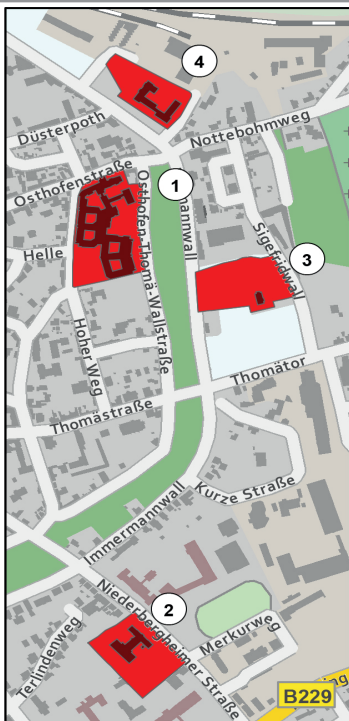 4
Düsterpoth
Nottebohmweg
Osthofenstraße
1
mannwall
Osthofen-Thomä-Wallstraße
Sigefridwall
Helle
3
Hoher Weg
Thomätor
Thomästraße
Kurze Straße
Immermannwall
2
Niederbergheimer Straße
Terlindenweg
Merkurweg
B229